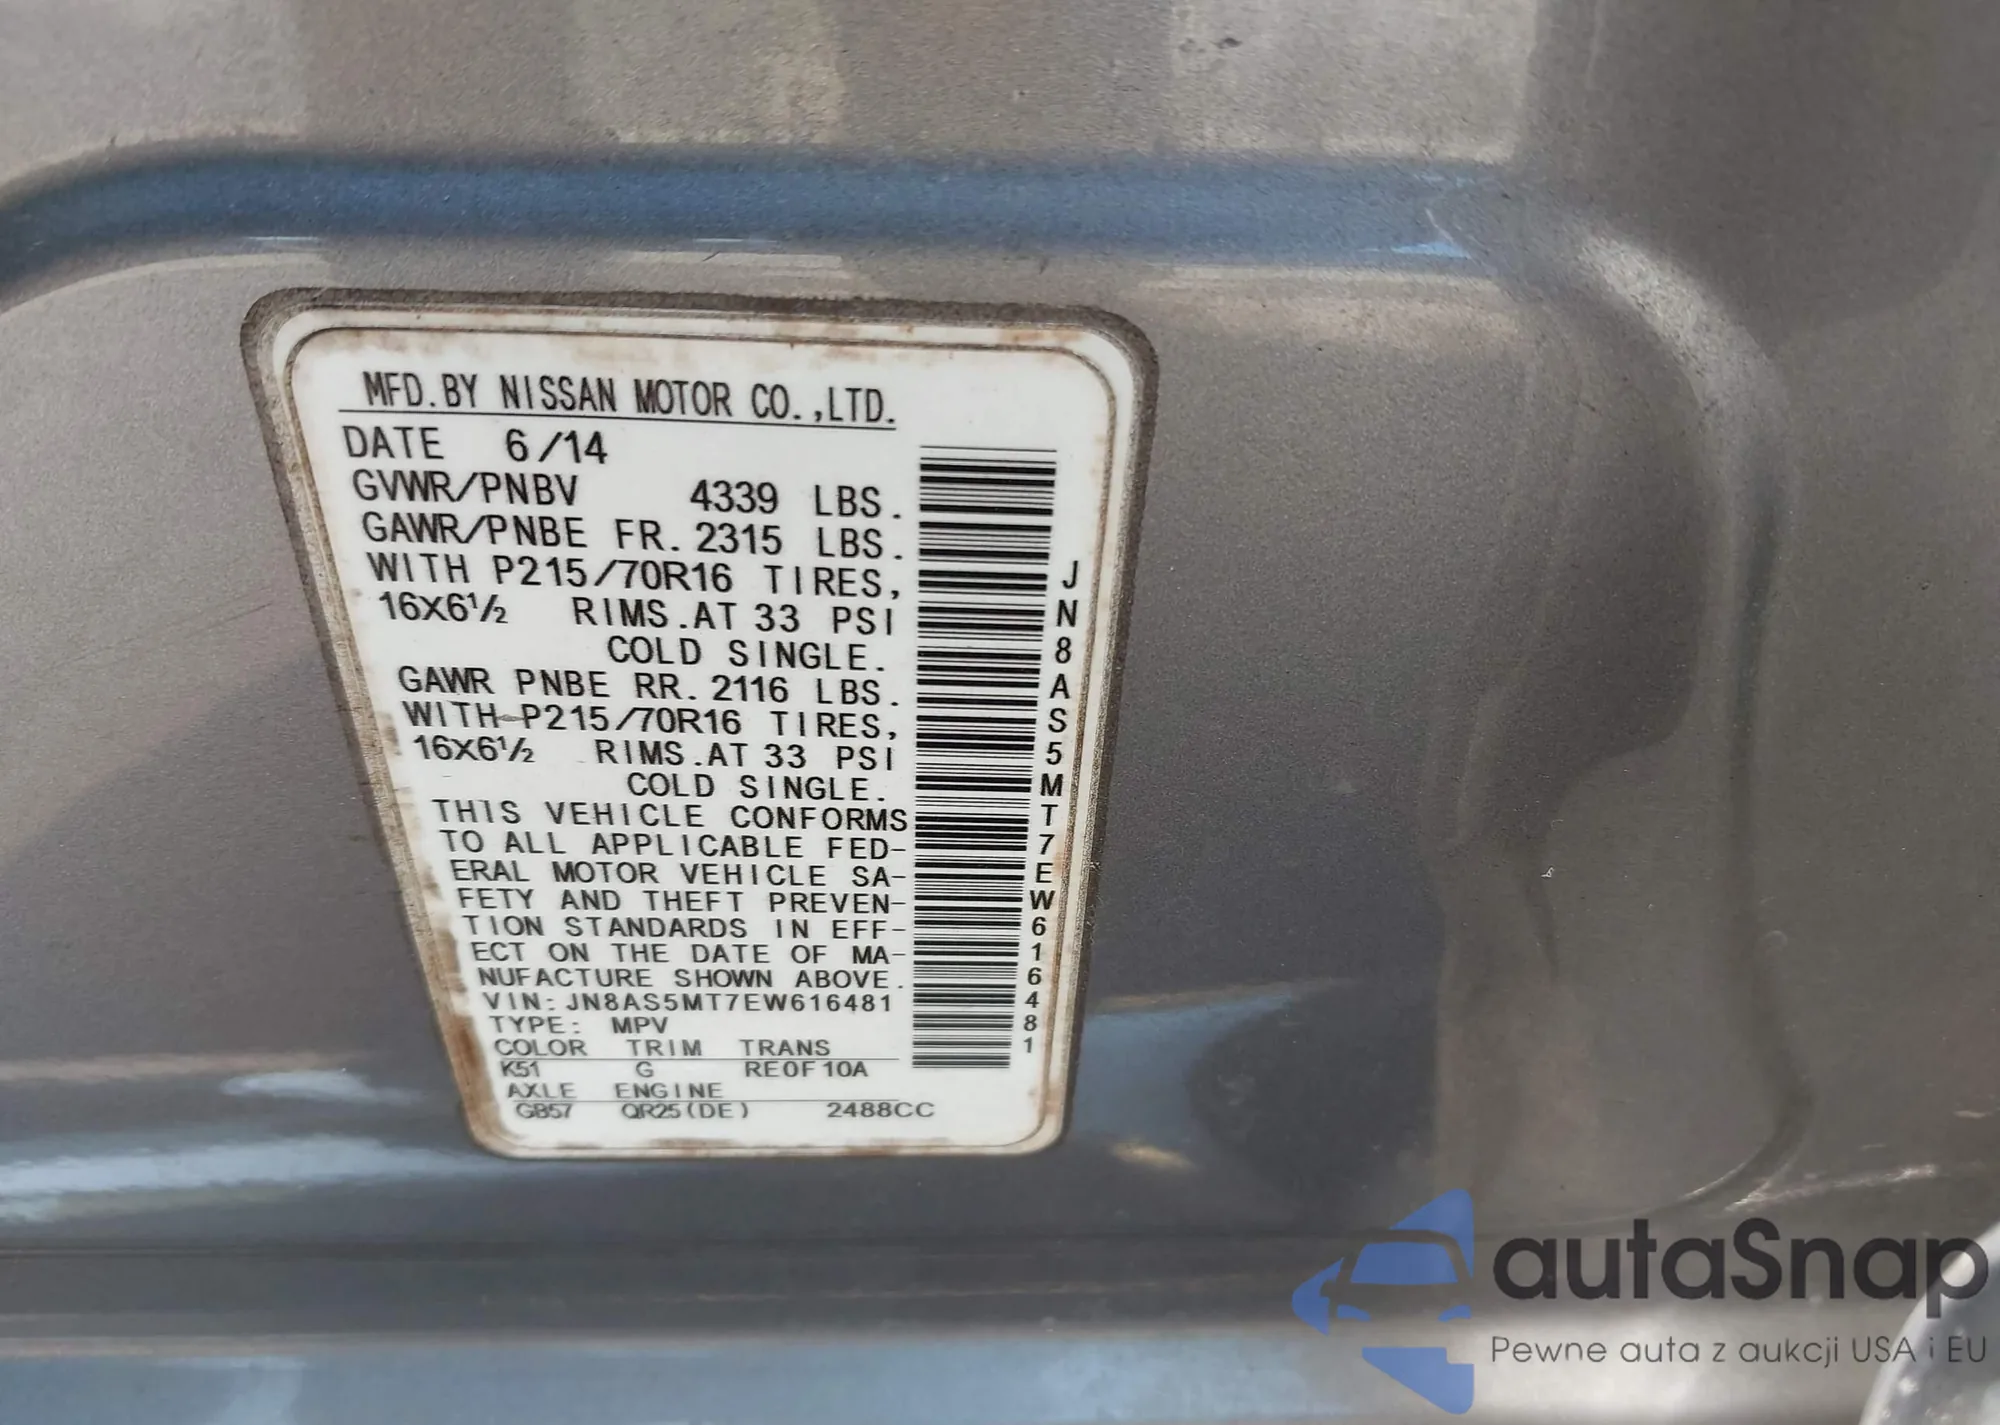 MFD.BY NISSAN MOTOR CO.,LTD.
DATE 6/14
GVWR/PNBV 4339 LBS.
GAWR/PNBE FR. 2315 LBS.
WITH P215/70R16 TIRES,
16X6½ RIMS.AT 33 PSI
COLD SINGLE.
GAWR PNBE RR. 2116 LBS.
WITH P215/70R16 TIRES,
16X6½ RIMS.AT 33 PSI
COLD SINGLE.
THIS VEHICLE CONFORMS
TO ALL APPLICABLE FED-
ERAL MOTOR VEHICLE SA-
FETY AND THEFT PREVEN-
TION STANDARDS IN EFF-
ECT ON THE DATE OF MA-
NUFACTURE SHOWN ABOVE.
VIN: JN8AS5MT7EW616481
TYPE: MPV
COLOR TRIM TRANS
K51 G RE0F10A
AXLE ENGINE
GB57 QR25(DE) 2488CC
JN8AS5MT7EW616481
autaSnap
Pewne auta z aukcji USA i EU